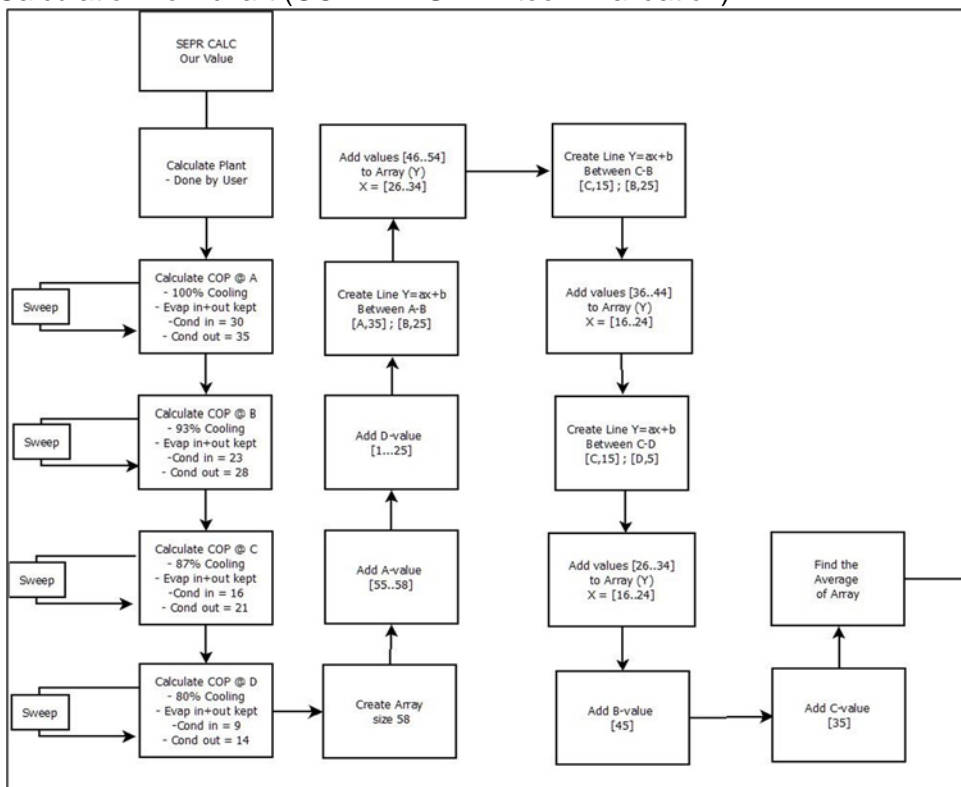 SEPR CALC
Our Value
Calculate Plant
- Done by User
Sweep
Calculate COP @ A
- 100% Cooling
- Evap in+out kept
-Cond in = 30
- Cond out = 35
Sweep
Calculate COP @ B
- 93% Cooling
- Evap in+out kept
-Cond in = 23
- Cond out = 28
Sweep
Calculate COP @ C
- 87% Cooling
- Evap in+out kept
-Cond in = 16
- Cond out = 21
Sweep
Calculate COP @ D
- 80% Cooling
- Evap in+out kept
-Cond in = 9
- Cond out = 14
Create Array
size 58
Add A-value
[55..58]
Add D-value
[1...25]
Create Line Y=ax+b
Between A-B
[A,35] ; [B,25]
Add values [46..54]
to Array (Y)
X = [26..34]
Create Line Y=ax+b
Between C-B
[C,15] ; [B,25]
Add values [36..44]
to Array (Y)
X = [16..24]
Create Line Y=ax+b
Between C-D
[C,15] ; [D,5]
Add values [26..34]
to Array (Y)
X = [16..24]
Add B-value
[45]
Add C-value
[35]
Find the
Average
of Array